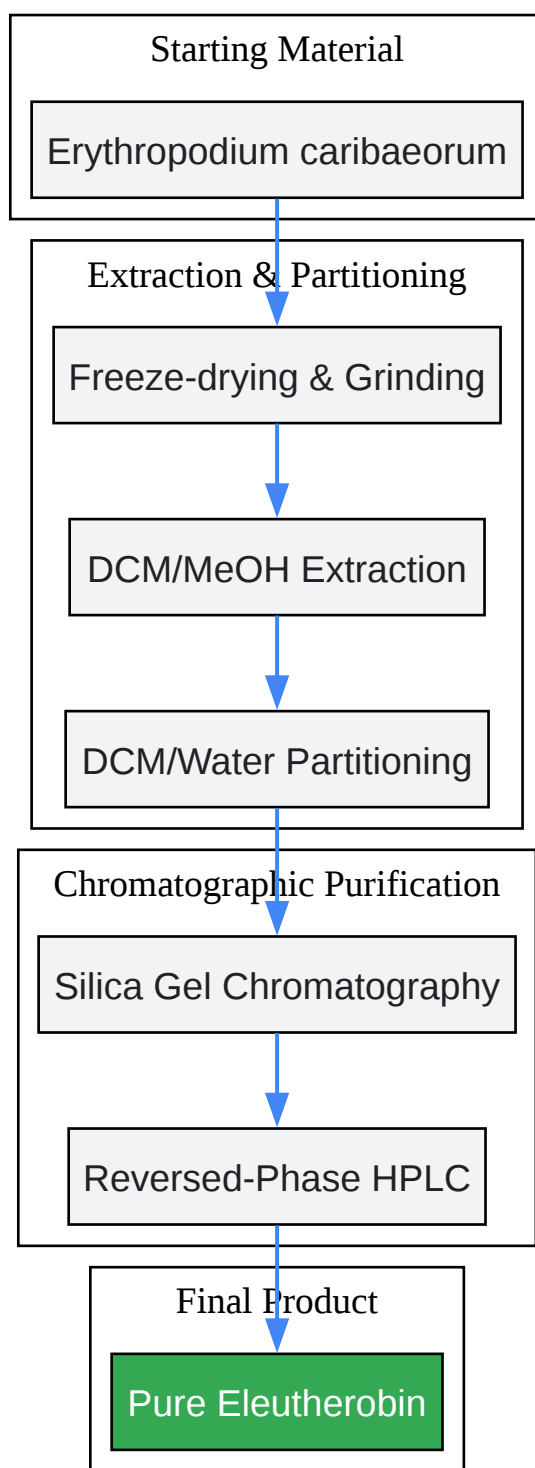 Starting Material
Erythropodium caribaeorum
Extraction & Partitioning
Freeze-drying & Grinding
DCM/MeOH Extraction
DCM/Water Partitioning
Chromatographic Purification
Silica Gel Chromatography
Reversed-Phase HPLC
Final Product
Pure Eleutherobin